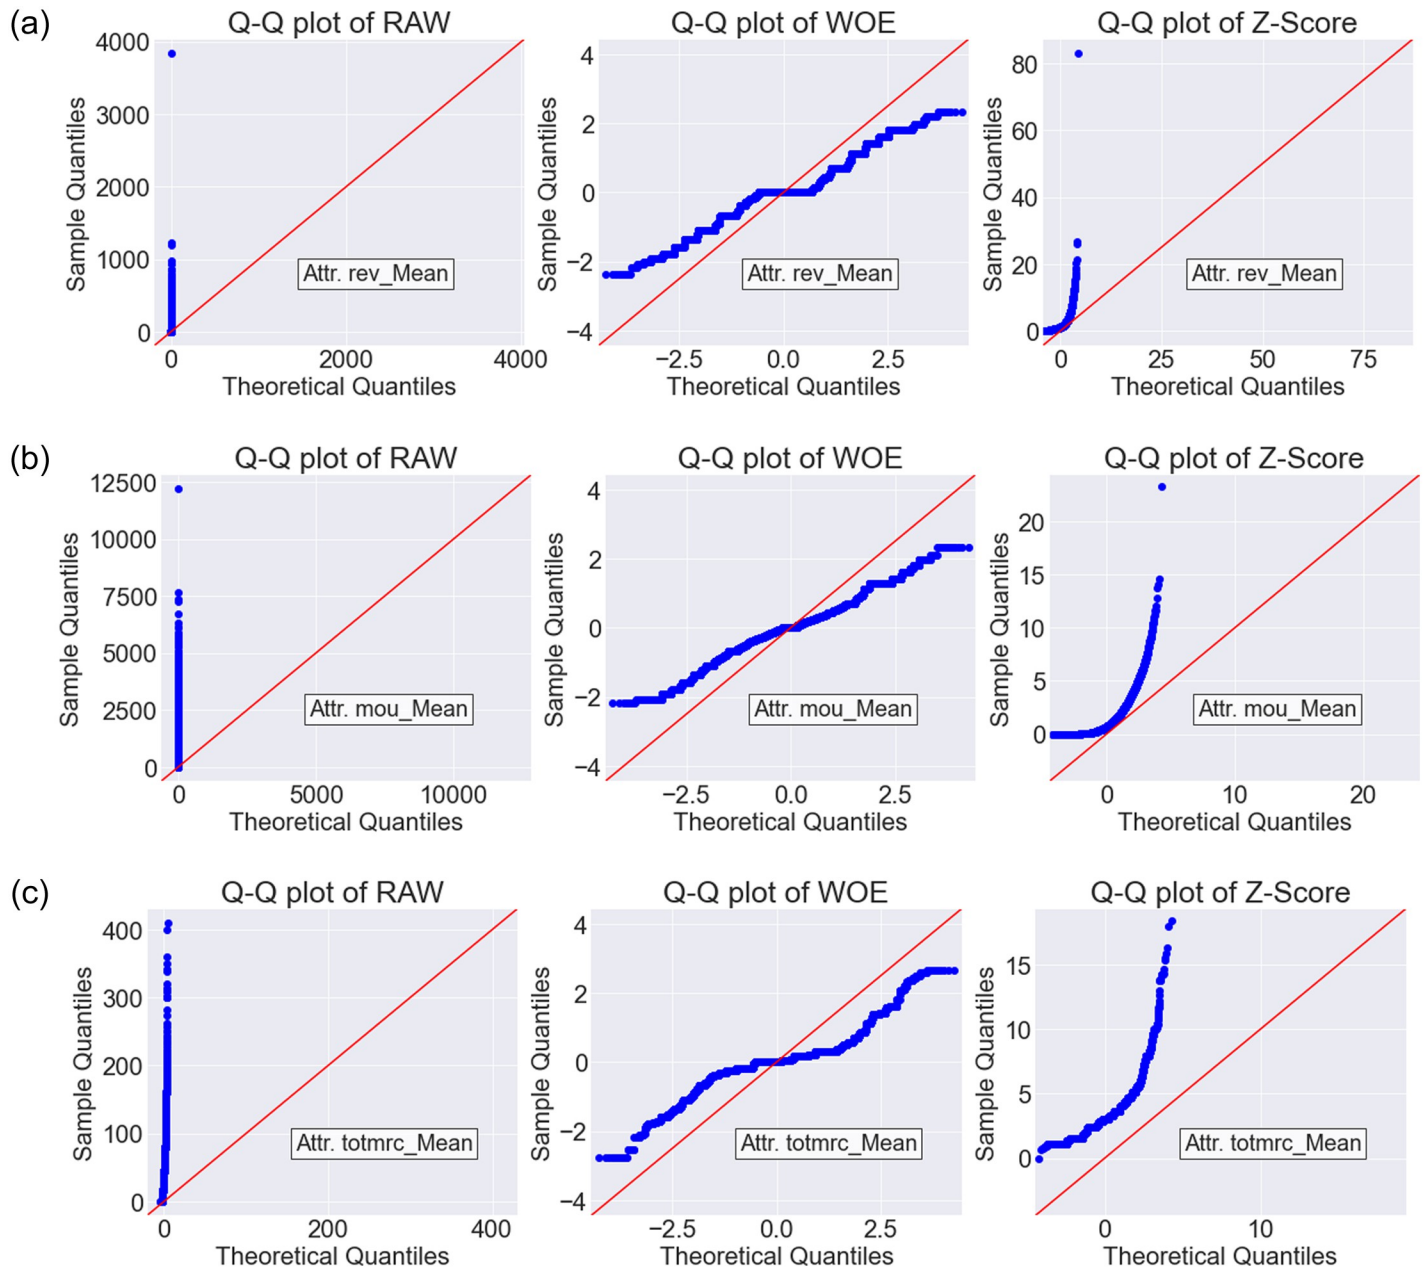 (a)
Q-Q plot of RAW
4000
3000
2000
1000
0
Sample Quantiles
Attr. rev_Mean
0 2000 4000
Theoretical Quantiles
Q-Q plot of WOE
4
2
0
−2
−4
Sample Quantiles
Attr. rev_Mean
−2.5 0.0 2.5
Theoretical Quantiles
Q-Q plot of Z-Score
80
60
40
20
0
Sample Quantiles
Attr. rev_Mean
0 25 50 75
Theoretical Quantiles
(b)
Q-Q plot of RAW
12500
10000
7500
5000
2500
0
Sample Quantiles
Attr. mou_Mean
0 5000 10000
Theoretical Quantiles
Q-Q plot of WOE
4
2
0
−2
−4
Sample Quantiles
Attr. mou_Mean
−2.5 0.0 2.5
Theoretical Quantiles
Q-Q plot of Z-Score
20
15
10
5
0
Sample Quantiles
Attr. mou_Mean
0 10 20
Theoretical Quantiles
(c)
Q-Q plot of RAW
400
300
200
100
0
Sample Quantiles
Attr. totmrc_Mean
0 200 400
Theoretical Quantiles
Q-Q plot of WOE
4
2
0
−2
−4
Sample Quantiles
Attr. totmrc_Mean
−2.5 0.0 2.5
Theoretical Quantiles
Q-Q plot of Z-Score
15
10
5
0
Sample Quantiles
Attr. totmrc_Mean
0 10
Theoretical Quantiles